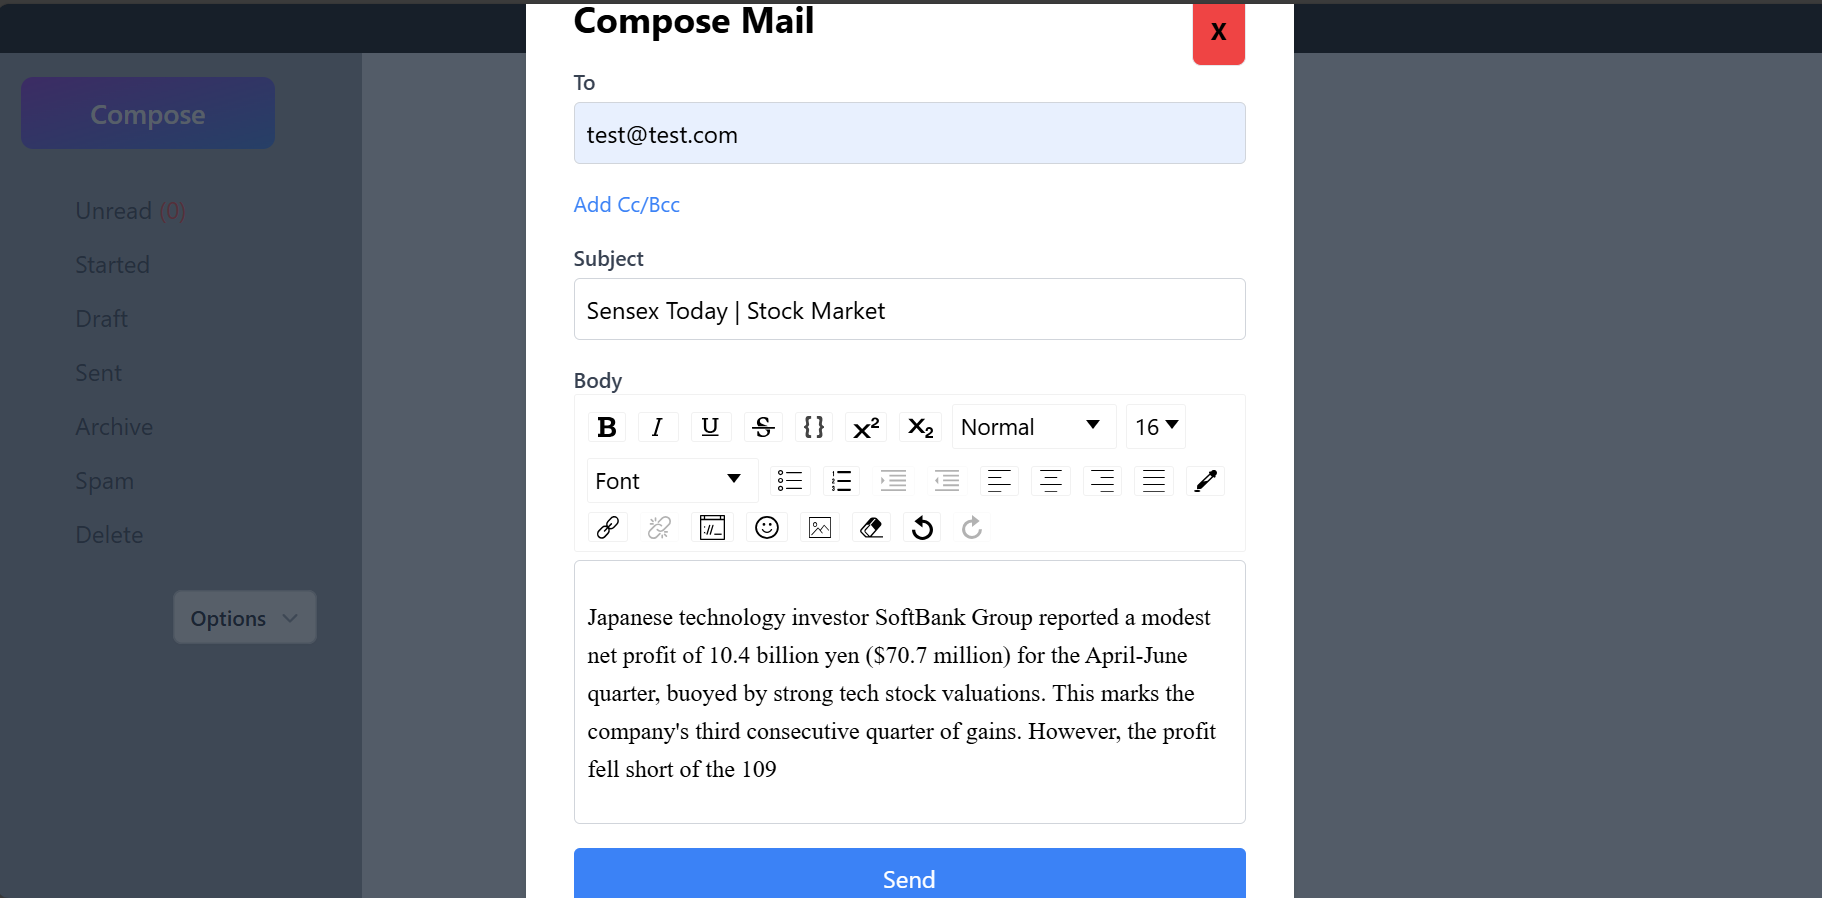 Compose Mail
X
To
test@test.com
Add Cc/Bcc
Subject
Sensex Today | Stock Market
Body
B I U S {} x² x₂ Normal 16
Font
Japanese technology investor SoftBank Group reported a modest
net profit of 10.4 billion yen ($70.7 million) for the April-June
quarter, buoyed by strong tech stock valuations. This marks the
company's third consecutive quarter of gains. However, the profit
fell short of the 109
Send
Compose
Unread (0)
Started
Draft
Sent
Archive
Spam
Delete
Options